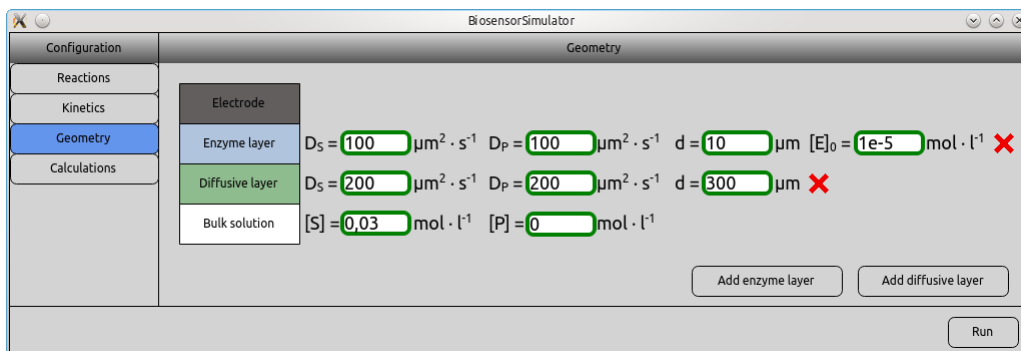 BiosensorSimulator
Configuration
Geometry
Reactions
Kinetics
Geometry
Calculations
Electrode
Enzyme layer Dₛ = 100 µm² · s⁻¹ Dₚ = 100 µm² · s⁻¹ d = 10 µm [E]₀ = 1e-5 mol · l⁻¹
Diffusive layer Dₛ = 200 µm² · s⁻¹ Dₚ = 200 µm² · s⁻¹ d = 300 µm
Bulk solution [S] = 0,03 mol · l⁻¹ [P] = 0 mol · l⁻¹
Add enzyme layer Add diffusive layer
Run